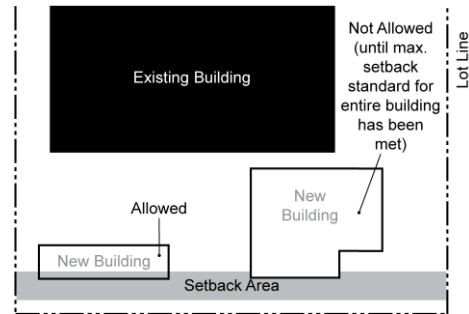 Existing Building
Not Allowed
(until max.
setback
standard for
entire building
has been
met)
Lot Line
New
Building
Allowed
New Building
Setback Area